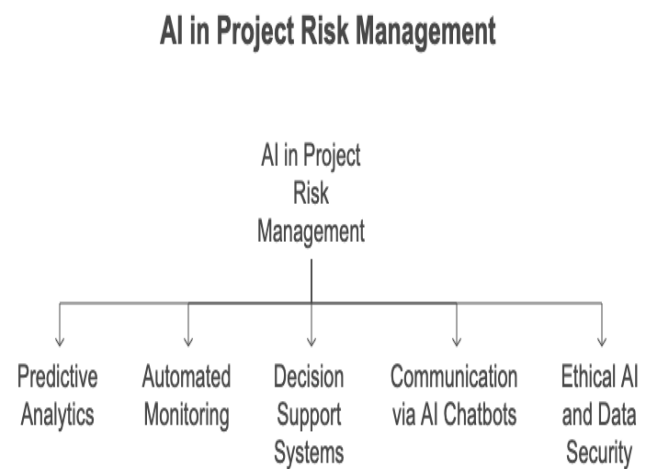 AI in Project Risk Management
AI in Project
Risk
Management
Predictive
Analytics
Automated
Monitoring
Decision
Support
Systems
Communication
via AI Chatbots
Ethical AI
and Data
Security